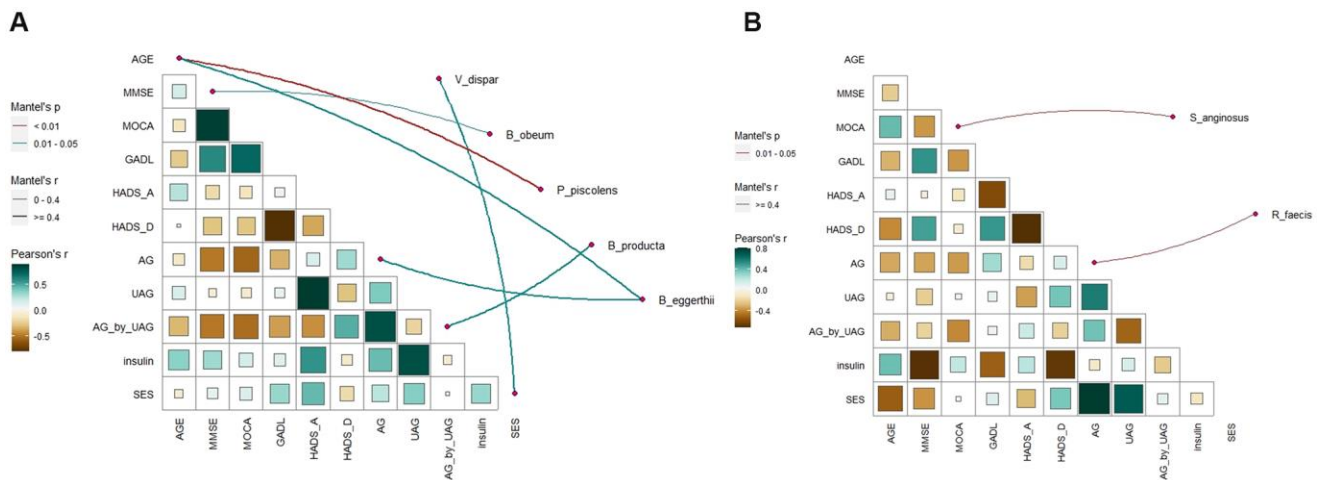 A
AGE
MMSE
MOCA
GADL
HADS_A
HADS_D
AG
UAG
AG_by_UAG
insulin
SES
AGE
MMSE
MOCA
GADL
HADS_A
HADS_D
AG
UAG
AG_by_UAG
insulin
SES
V_dispar
B_obeum
P_piscolens
B_producta
B_eggerthii
Mantel's p
< 0.01
0.01 - 0.05
Mantel's r
0 - 0.4
>= 0.4
Pearson's r
0.5
0.0
-0.5
B
AGE
MMSE
MOCA
GADL
HADS_A
HADS_D
AG
UAG
AG_by_UAG
insulin
SES
AGE
MMSE
MOCA
GADL
HADS_A
HADS_D
AG
UAG
AG_by_UAG
insulin
SES
S_anginosus
R_faecis
Mantel's p
0.01 - 0.05
Mantel's r
>= 0.4
Pearson's r
0.8
0.4
0.0
-0.4